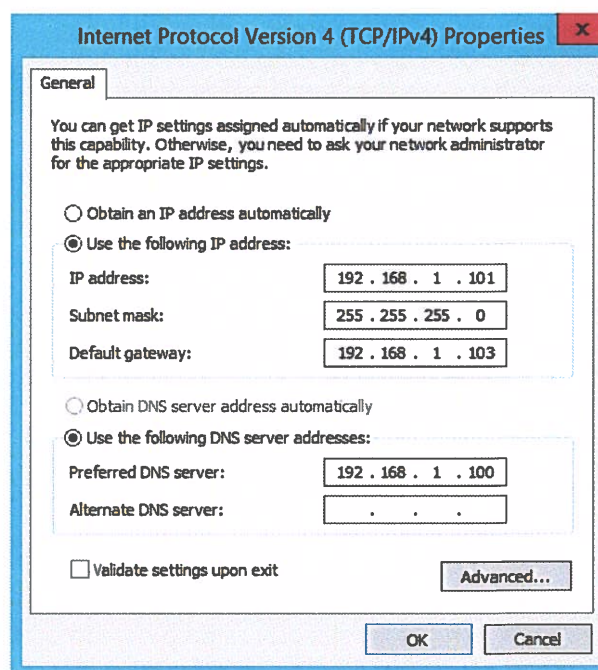 Internet Protocol Version 4 (TCP/IPv4) Properties
x
General
You can get IP settings assigned automatically if your network supports
this capability. Otherwise, you need to ask your network administrator
for the appropriate IP settings.
Obtain an IP address automatically
Use the following IP address:
IP address: 192 . 168 . 1 . 101
Subnet mask: 255 . 255 . 255 . 0
Default gateway: 192 . 168 . 1 . 103
Obtain DNS server address automatically
Use the following DNS server addresses:
Preferred DNS server: 192 . 168 . 1 . 100
Alternate DNS server: . . .
Validate settings upon exit
Advanced...
OK Cancel